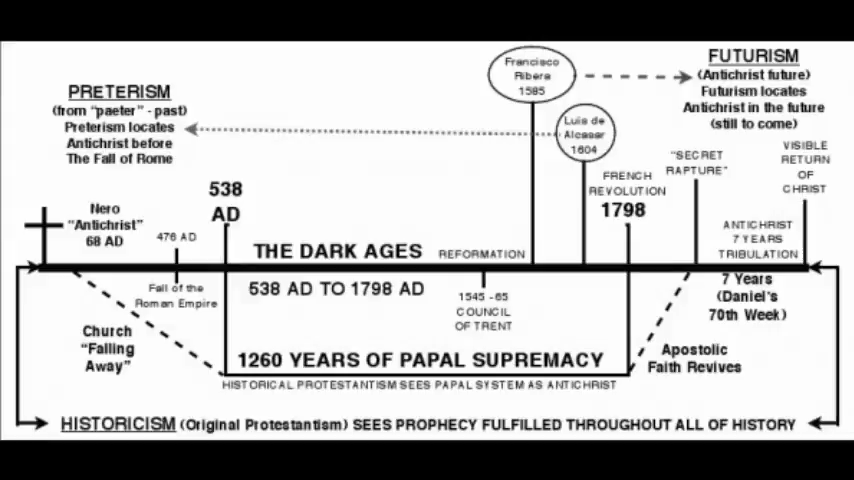 PRETERISM
(from "paeter" - past)
Preterism locates
Antichrist before
The Fall of Rome
Francisco
Ribera
1585
Luis de
Alcasar
1604
FUTURISM
(Antichrist future)
Futurism locates
Antichrist in the future
(still to come)
Nero
"Antichrist"
68 AD
476 AD
538
AD
THE DARK AGES
REFORMATION
FRENCH
REVOLUTION
1798
"SECRET
RAPTURE"
VISIBLE
RETURN
OF
CHRIST
ANTICHRIST
7 YEARS
TRIBULATION
Fall of the
Roman Empire
538 AD TO 1798 AD
1545 -65
COUNCIL
OF TRENT
7 Years
(Daniel's
70th Week)
Church
"Falling
Away"
1260 YEARS OF PAPAL SUPREMACY
HISTORICAL PROTESTANTISM SEES PAPAL SYSTEM AS ANTICHRIST
Apostolic
Faith Revives
HISTORICISM (Original Protestantism) SEES PROPHECY FULFILLED THROUGHOUT ALL OF HISTORY